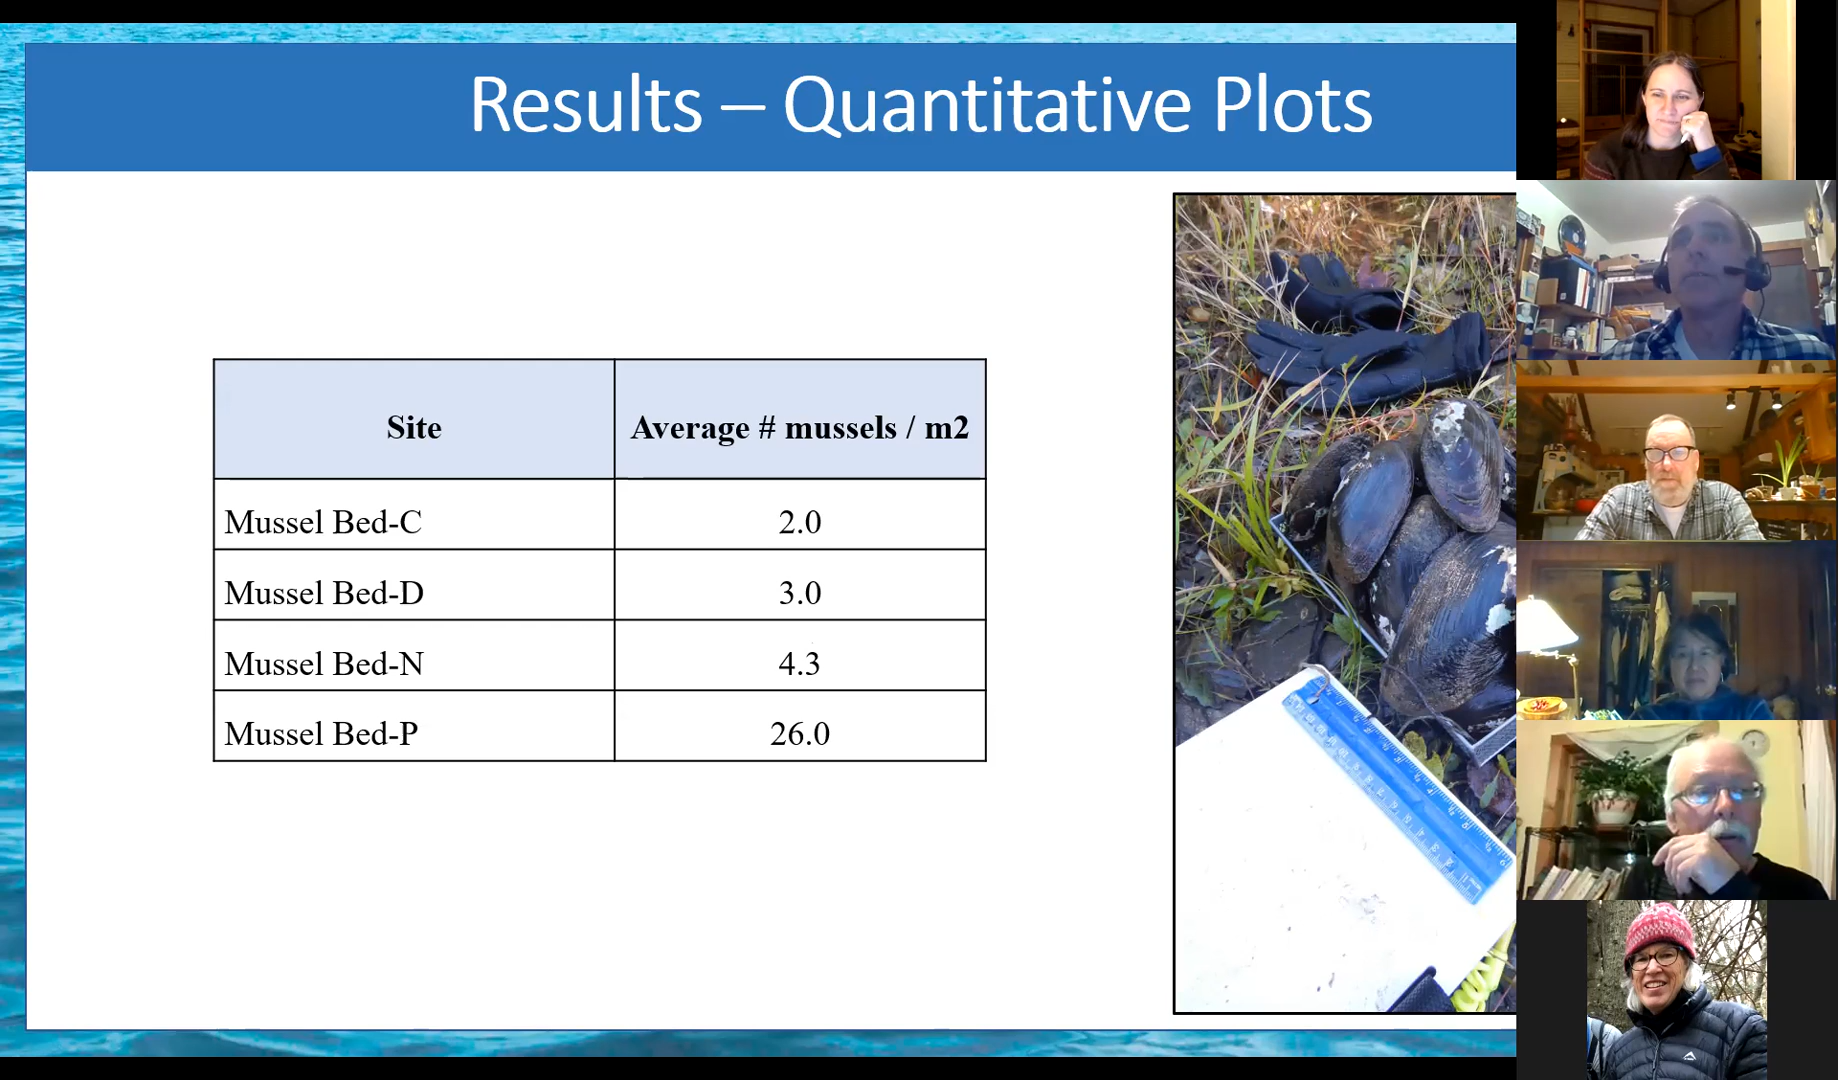 Results – Quantitative Plots
Site
Average # mussels / m2
Mussel Bed-C
2.0
Mussel Bed-D
3.0
Mussel Bed-N
4.3
Mussel Bed-P
26.0